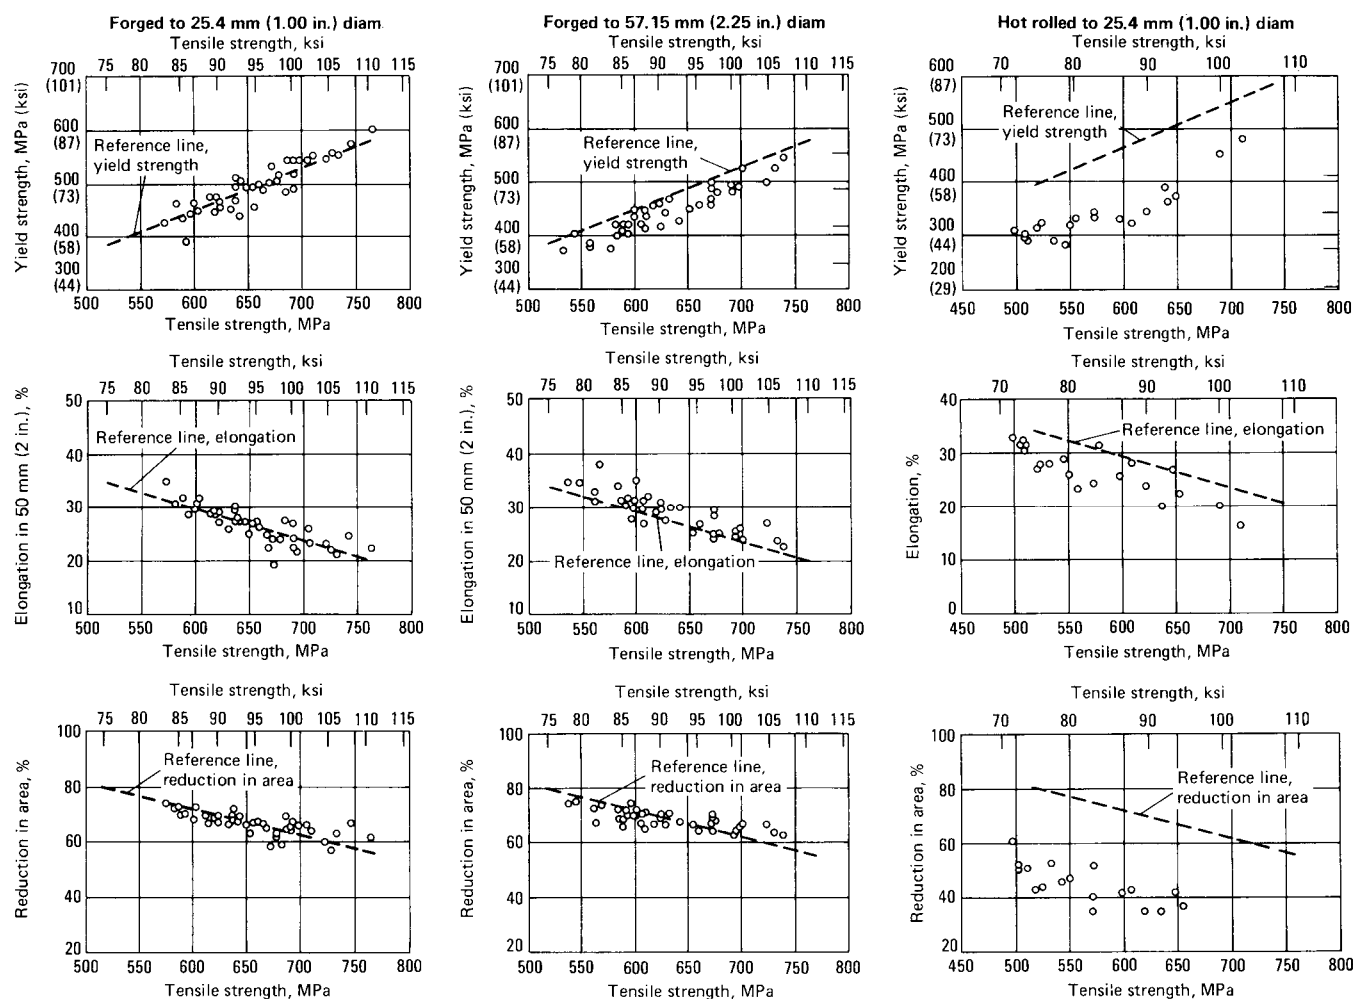 Forged to 25.4 mm (1.00 in.) diam
Tensile strength, ksi
75 80 85 90 95 100 105 110 115
Yield strength, MPa (ksi)
700
(101)
600
(87)
500
(73)
400
(58)
300
(44)
Reference line,
yield strength
500 550 600 650 700 750 800
Tensile strength, MPa
Forged to 57.15 mm (2.25 in.) diam
Tensile strength, ksi
75 80 85 90 95 100 105 110 115
Yield strength, MPa (ksi)
700
(101)
600
(87)
500
(73)
400
(58)
300
(44)
Reference line,
yield strength
500 550 600 650 700 750 800
Tensile strength, MPa
Hot rolled to 25.4 mm (1.00 in.) diam
Tensile strength, ksi
70 80 90 100 110
Yield strength, MPa (ksi)
600
(87)
500
(73)
400
(58)
300
(44)
200
(29)
Reference line,
yield strength
450 500 550 600 650 700 750 800
Tensile strength, MPa
Tensile strength, ksi
75 80 85 90 95 100 105 110 115
Elongation in 50 mm (2 in.), %
50
40
30
20
10
Reference line, elongation
500 550 600 650 700 750 800
Tensile strength, MPa
Tensile strength, ksi
75 80 85 90 95 100 105 110 115
Elongation in 50 mm (2 in.), %
50
40
30
20
10
Reference line, elongation
500 550 600 650 700 750 800
Tensile strength, MPa
Tensile strength, ksi
70 80 90 100 110
Elongation, %
40
30
20
10
0
Reference line, elongation
450 500 550 600 650 700 750 800
Tensile strength, MPa
Tensile strength, ksi
75 80 85 90 95 100 105 110 115
Reduction in area, %
100
80
60
40
20
Reference line,
reduction in area
500 550 600 650 700 750 800
Tensile strength, MPa
Tensile strength, ksi
75 80 85 90 95 100 105 110 115
Reduction in area, %
100
80
60
40
20
Reference line,
reduction in area
500 550 600 650 700 750 800
Tensile strength, MPa
Tensile strength, ksi
70 80 90 100 110
Reduction in area, %
100
80
60
40
20
Reference line,
reduction in area
450 500 550 600 650 700 750 800
Tensile strength, MPa